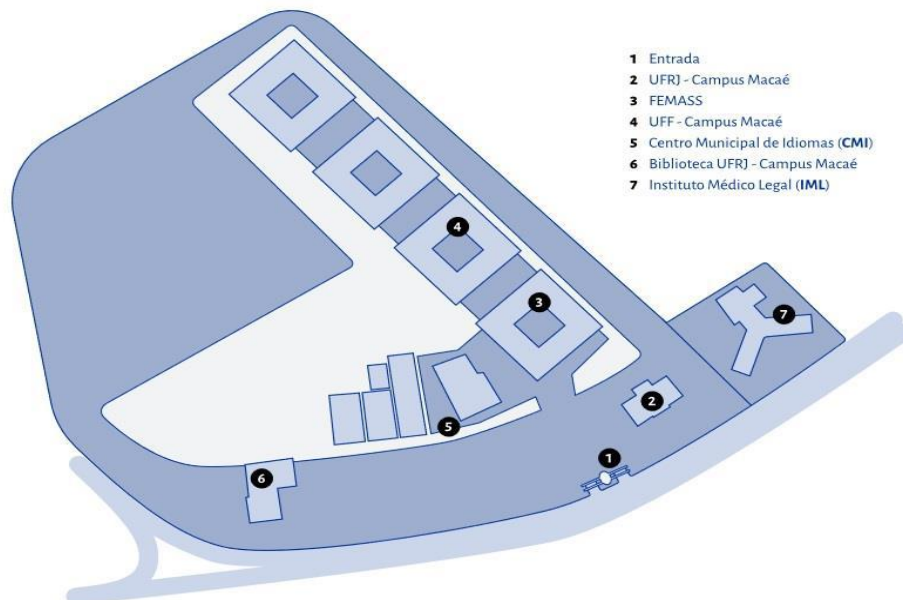 1 Entrada
2 UFRJ - Campus Macaé
3 FEMASS
4 UFF - Campus Macaé
5 Centro Municipal de Idiomas (CMI)
6 Biblioteca UFRJ - Campus Macaé
7 Instituto Médico Legal (IML)
4
3
7
2
5
1
6